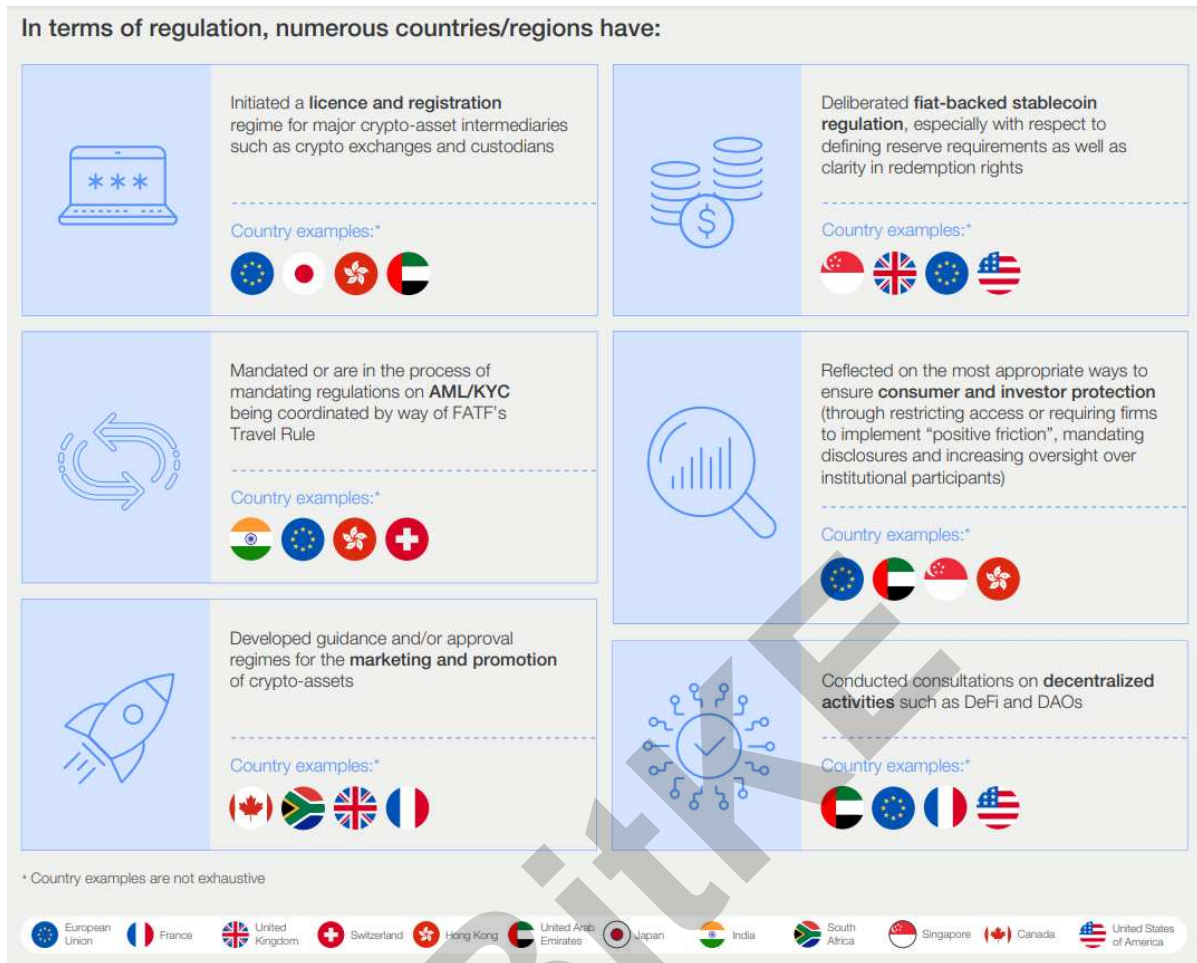 In terms of regulation, numerous countries/regions have:
Initiated a licence and registration
regime for major crypto-asset intermediaries
such as crypto exchanges and custodians
Country examples:*
Deliberated fiat-backed stablecoin
regulation, especially with respect to
defining reserve requirements as well as
clarity in redemption rights
Country examples:*
Mandated or are in the process of
mandating regulations on AML/KYC
being coordinated by way of FATF's
Travel Rule
Country examples:*
Reflected on the most appropriate ways to
ensure consumer and investor protection
(through restricting access or requiring firms
to implement “positive friction”, mandating
disclosures and increasing oversight over
institutional participants)
Country examples:*
Developed guidance and/or approval
regimes for the marketing and promotion
of crypto-assets
Country examples:*
Conducted consultations on decentralized
activities such as DeFi and DAOs
Country examples:*
* Country examples are not exhaustive
European
Union
France
United
Kingdom
Switzerland
Hong Kong
United Arab
Emirates
Japan
India
South
Africa
Singapore
Canada
United States
of America
BitKE